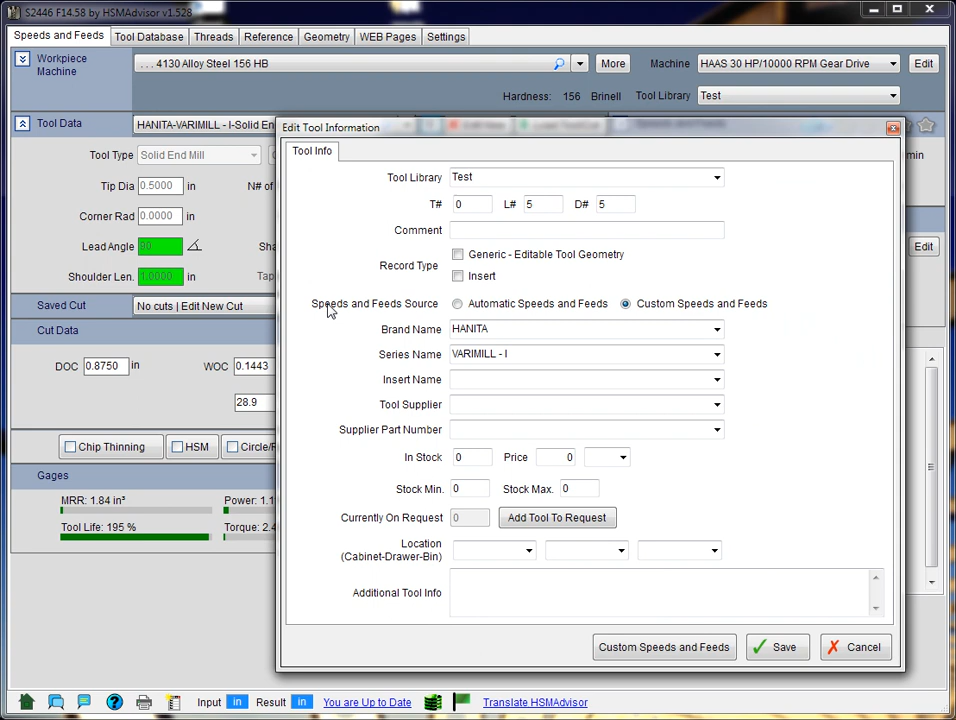 S2446 F14.58 by HSMAdvisor v1.528
Speeds and Feeds Tool Database Threads Reference Geometry WEB Pages Settings
Workpiece
Machine
. . . 4130 Alloy Steel 156 HB More Machine HAAS 30 HP/10000 RPM Gear Drive Edit
Hardness: 156 Brinell Tool Library Test
Tool Data HANITA-VARIMILL - I-Solid En
Edit Tool Information
Tool Info
Tool Type Solid End Mill min
Tip Dia 0.5000 in N# of
Corner Rad 0.0000 in
Lead Angle 90 Sha
Edit
Shoulder Len. 1.0000 in Tap
Saved Cut No cuts | Edit New Cut
Cut Data
DOC 0.8750 in WOC 0.1443
28.9
Chip Thinning HSM Circle/R
Gages
MRR: 1.84 in³ Power: 1.1
Tool Life: 195 % Torque: 2.4
Tool Library Test
T# 0 L# 5 D# 5
Comment
Record Type
Generic - Editable Tool Geometry
Insert
Speeds and Feeds Source Automatic Speeds and Feeds Custom Speeds and Feeds
Brand Name HANITA
Series Name VARIMILL - I
Insert Name
Tool Supplier
Supplier Part Number
In Stock 0 Price 0
Stock Min. 0 Stock Max. 0
Currently On Request 0 Add Tool To Request
Location
(Cabinet-Drawer-Bin)
Additional Tool Info
Custom Speeds and Feeds Save Cancel
Input in Result in You are Up to Date Translate HSMAdvisor